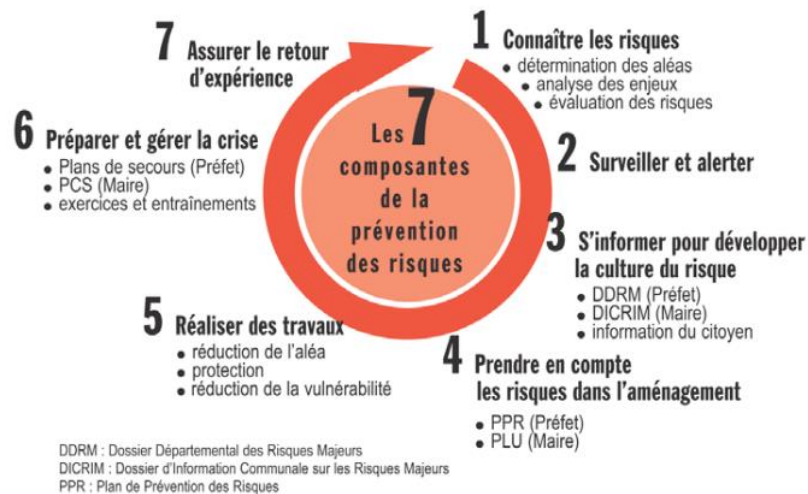 Les 7
composantes
de la
prévention
des risques
1 Connaître les risques
• détermination des aléas
• analyse des enjeux
• évaluation des risques
2 Surveiller et alerter
3 S'informer pour développer
la culture du risque
• DDRM (Préfet)
• DICRIM (Maire)
• information du citoyen
4 Prendre en compte
les risques dans l'aménagement
• PPR (Préfet)
• PLU (Maire)
5 Réaliser des travaux
• réduction de l'aléa
• protection
• réduction de la vulnérabilité
6 Préparer et gérer la crise
• Plans de secours (Préfet)
• PCS (Maire)
• exercices et entraînements
7 Assurer le retour
d'expérience
DDRM : Dossier Départemental des Risques Majeurs
DICRIM : Dossier d'Information Communale sur les Risques Majeurs
PPR : Plan de Prévention des Risques